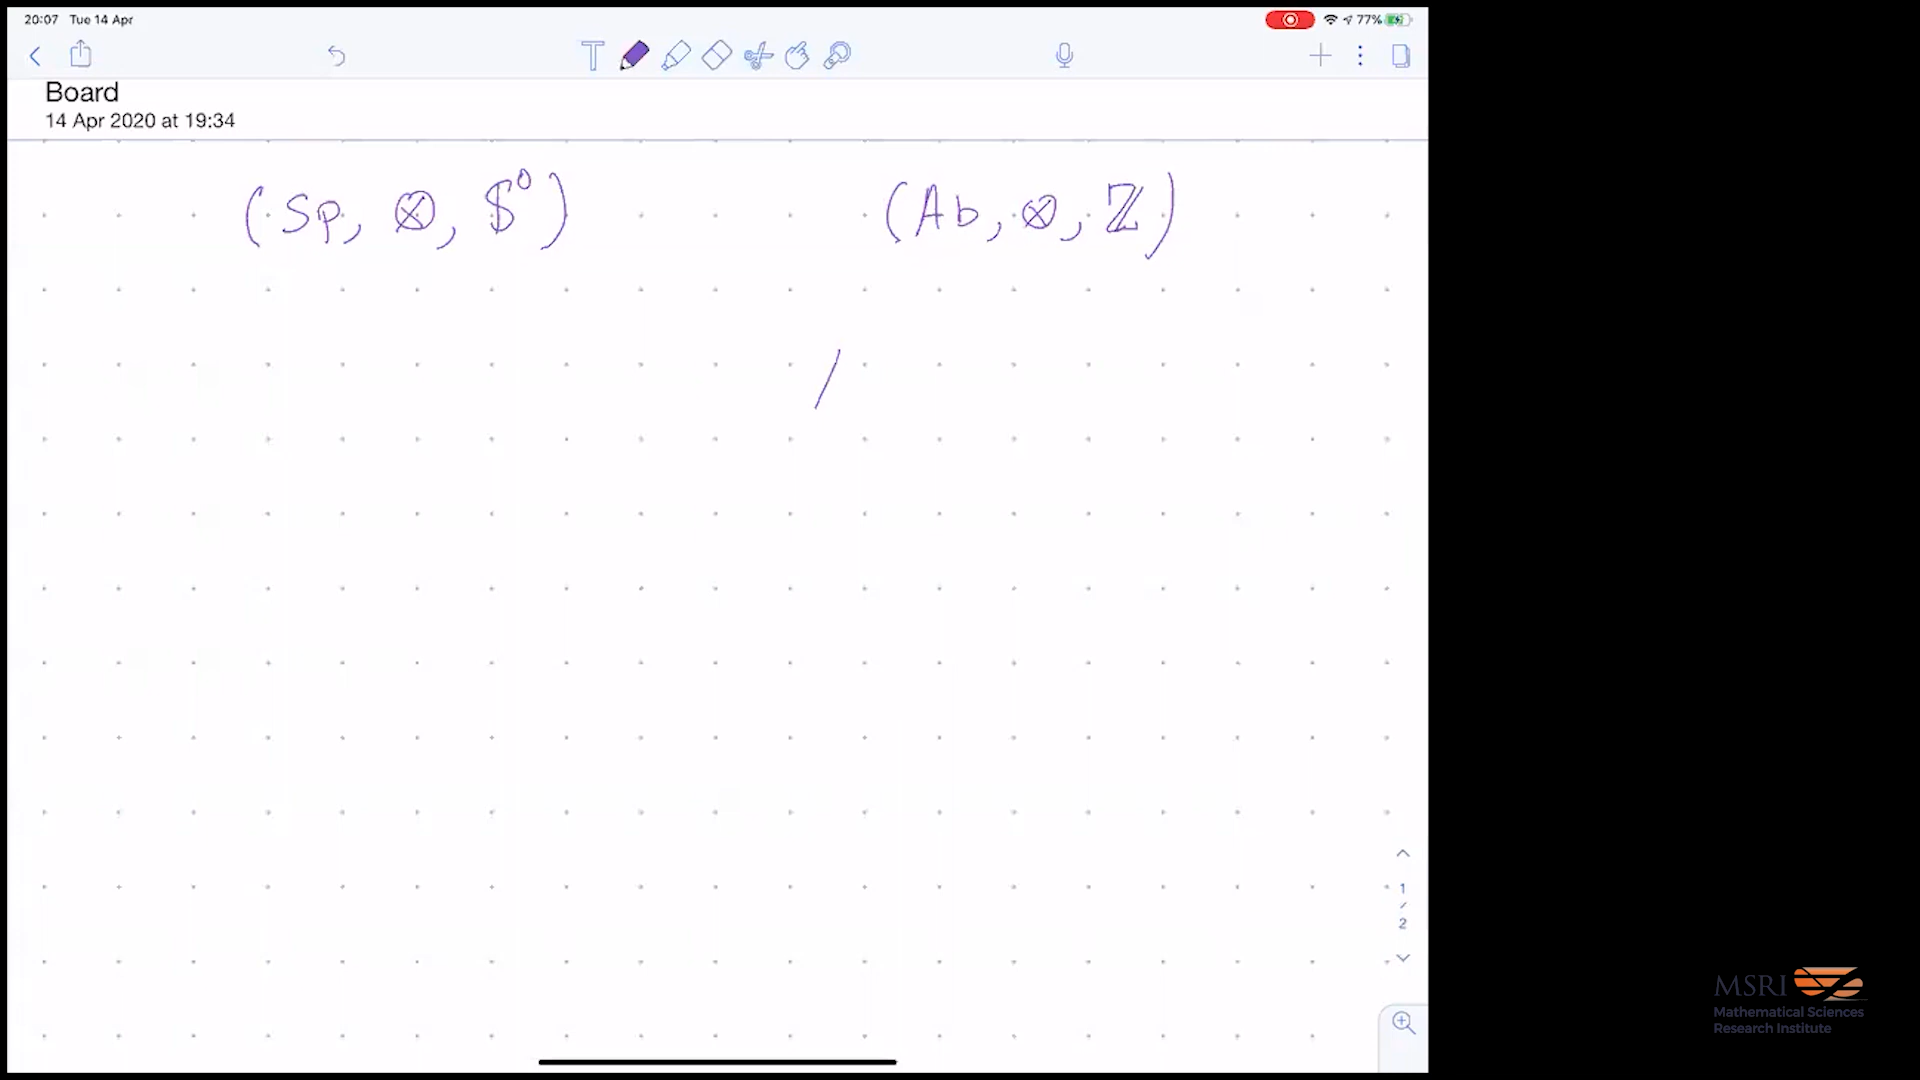 20:07 Tue 14 Apr 77%
T
Board
14 Apr 2020 at 19:34
(Sp, ⊗, $⁰) (Ab, ⊗, ℤ)
/
1
/
2
MSRI
Mathematical Sciences
Research Institute